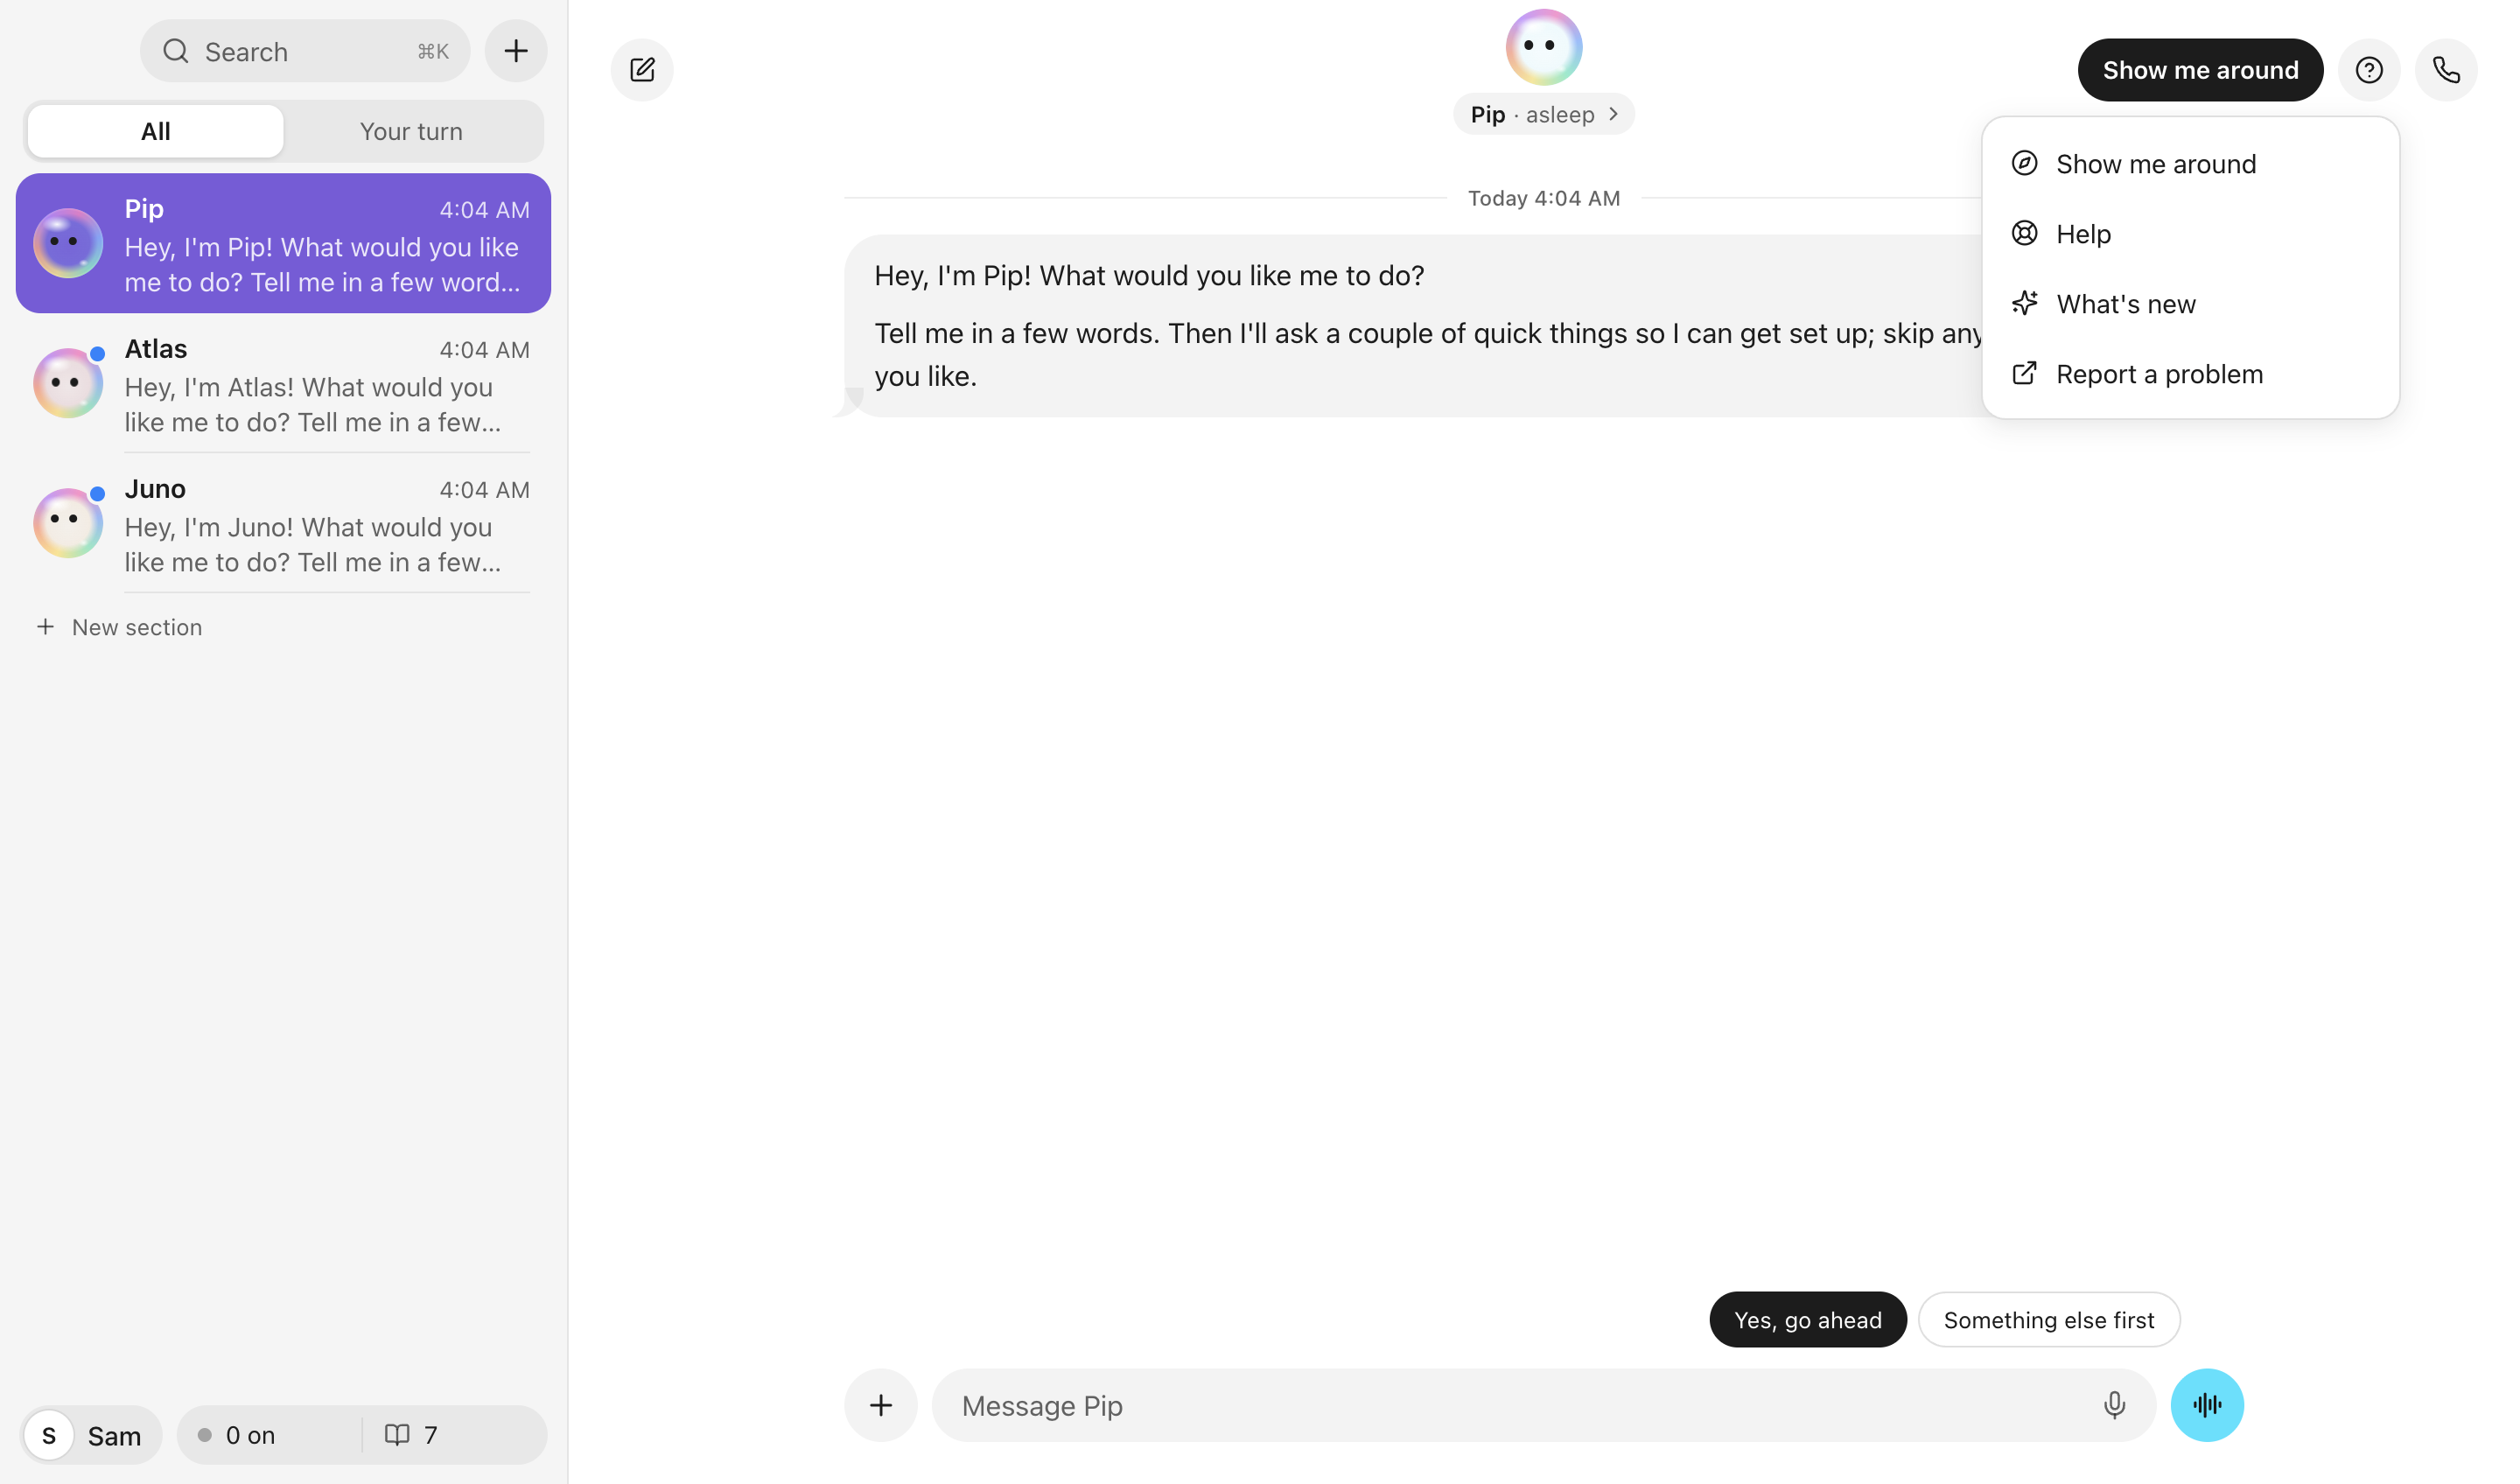 Search ⌘K
All
Your turn
Pip 4:04 AM
Hey, I'm Pip! What would you like
me to do? Tell me in a few word...
Atlas 4:04 AM
Hey, I'm Atlas! What would you
like me to do? Tell me in a few...
Juno 4:04 AM
Hey, I'm Juno! What would you
like me to do? Tell me in a few...
New section
S Sam
0 on
7
Pip · asleep
Show me around
Show me around
Help
What's new
Report a problem
Today 4:04 AM
Hey, I'm Pip! What would you like me to do?
Tell me in a few words. Then I'll ask a couple of quick things so I can get set up; skip any
you like.
Yes, go ahead
Something else first
Message Pip